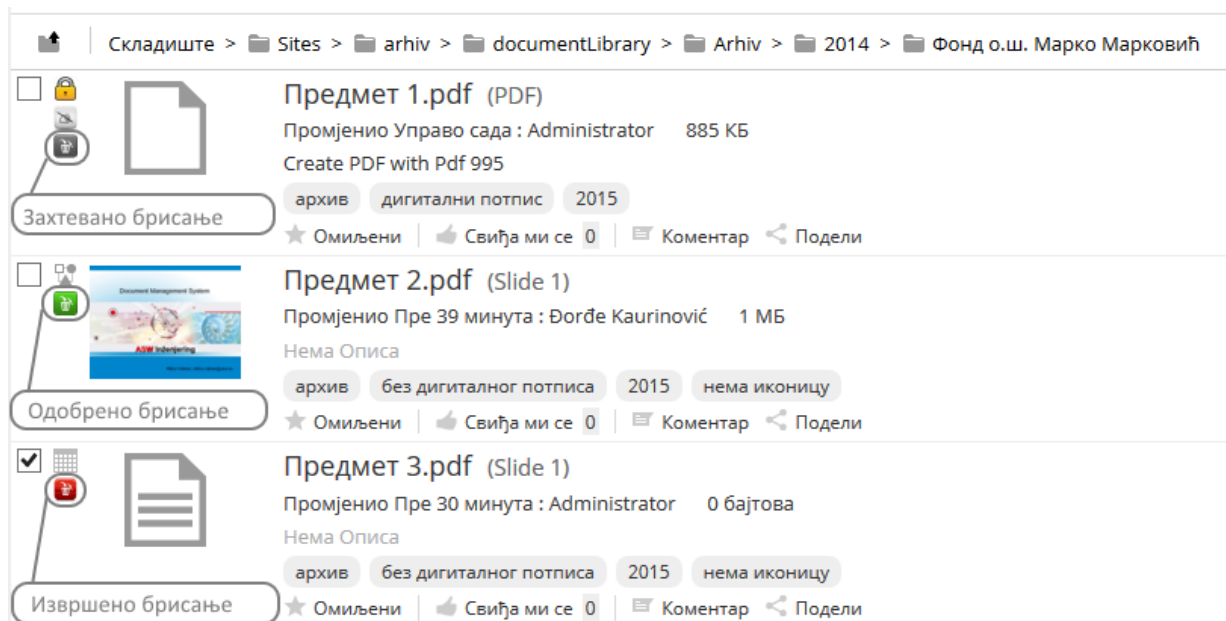 Складиште > Sites > arhiv > documentLibrary > Arhiv > 2014 > Фонд о.ш. Марко Марковић
Предмет 1.pdf (PDF)
Промјенио Управо сада : Administrator 885 КБ
Create PDF with Pdf 995
архив дигитални потпис 2015
Захтевано брисање
Омиљени Свиђа ми се 0 Коментар Подели
Предмет 2.pdf (Slide 1)
Document Management System
Промјенио Пре 39 минута : Đorđe Kaurinović 1 МБ
ASW Inženjering
Нема Описа
архив без дигиталног потписа 2015 нема иконицу
Одобрено брисање
Омиљени Свиђа ми се 0 Коментар Подели
Предмет 3.pdf (Slide 1)
Промјенио Пре 30 минута : Administrator 0 бајтова
Нема Описа
архив без дигиталног потписа 2015 нема иконицу
Извршено брисање
Омиљени Свиђа ми се 0 Коментар Подели